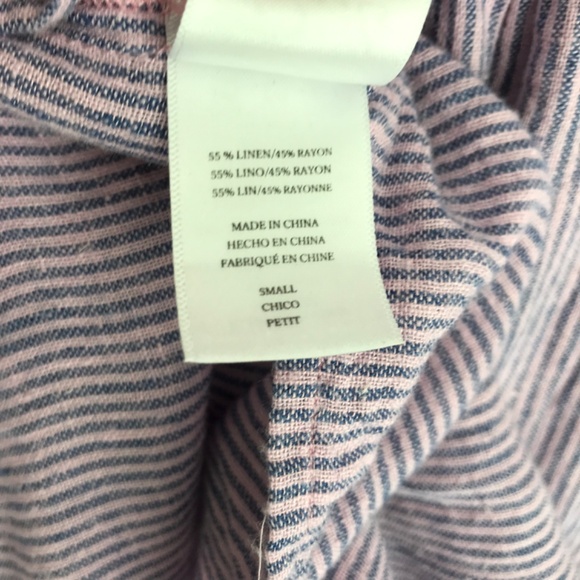 55 % LINEN/45% RAYON
55% LINO/45% RAYON
55% LIN/45% RAYONNE
MADE IN CHINA
HECHO EN CHINA
FABRIQUÉ EN CHINE
SMALL
CHICO
PETIT